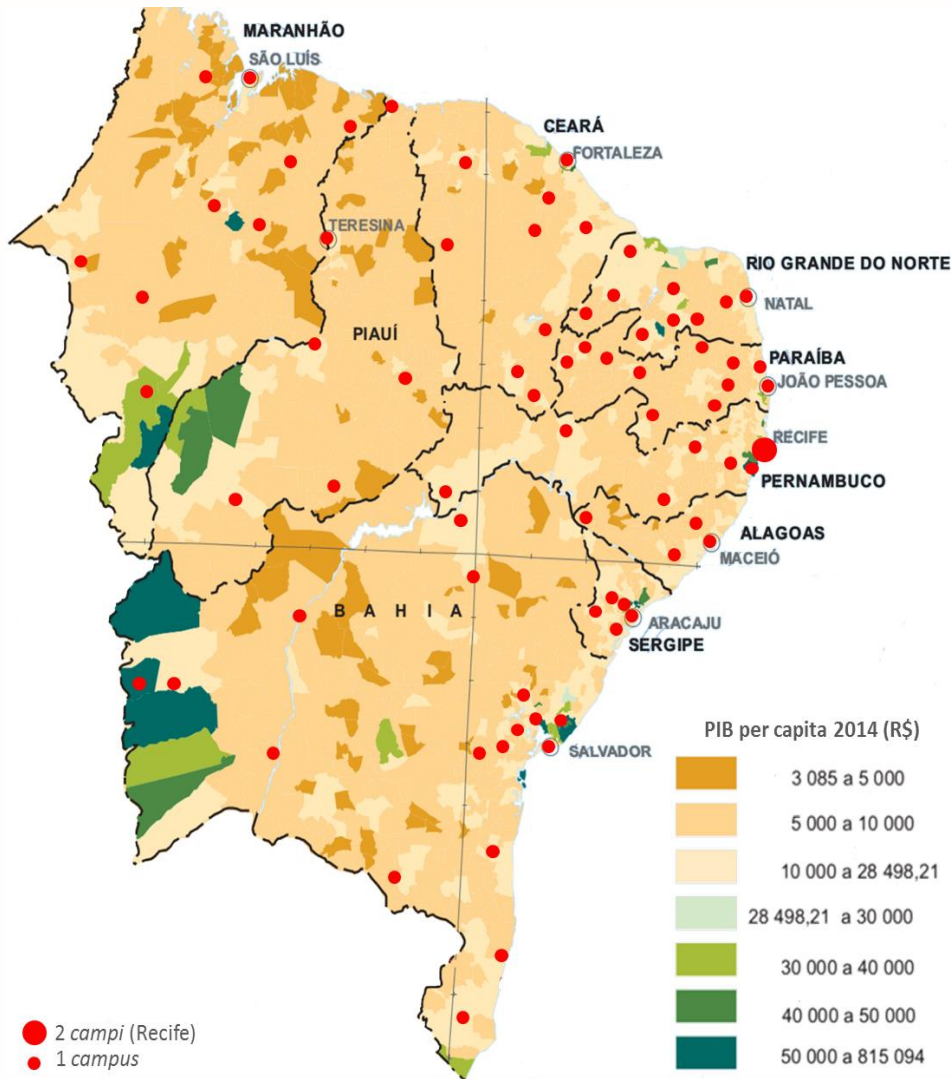 MARANHÃO
SÃO LUÍS
CEARÁ
FORTALEZA
TERESINA
RIO GRANDE DO NORTE
NATAL
PIAUÍ
PARAÍBA
JOÃO PESSOA
RECIFE
PERNAMBUCO
ALAGOAS
MACEIÓ
BAHIA
ARACAJU
SERGIPE
SALVADOR
PIB per capita 2014 (R$)
3 085 a 5 000
5 000 a 10 000
10 000 a 28 498,21
28 498,21 a 30 000
30 000 a 40 000
40 000 a 50 000
50 000 a 815 094
2 campi (Recife)
1 campus